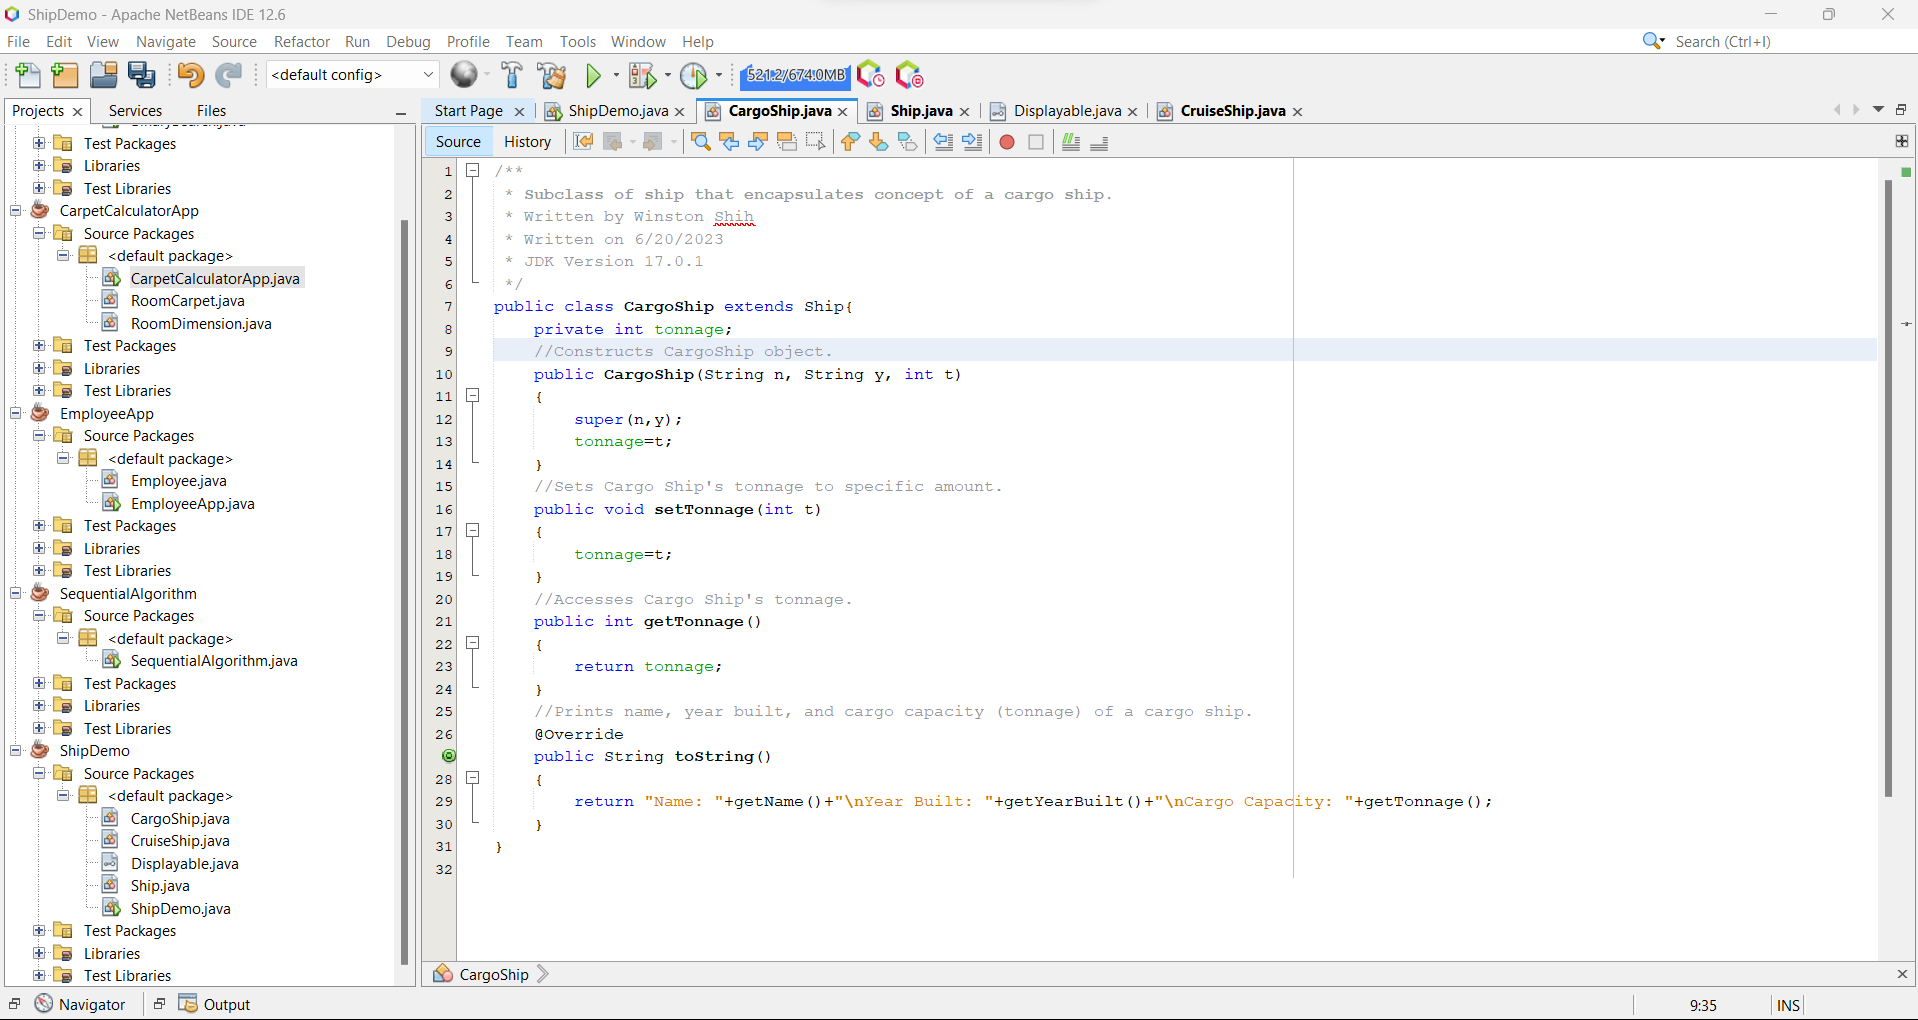 ShipDemo - Apache NetBeans IDE 12.6
File Edit View Navigate Source Refactor Run Debug Profile Team Tools Window Help
Search (Ctrl+I)
<default config>
521.2/674.0MB
Projects Services Files
Start Page ShipDemo.java CargoShip.java Ship.java Displayable.java CruiseShip.java
Source History
Test Packages
Libraries
Test Libraries
CarpetCalculatorApp
Source Packages
<default package>
CarpetCalculatorApp.java
RoomCarpet.java
RoomDimension.java
Test Packages
Libraries
Test Libraries
EmployeeApp
Source Packages
<default package>
Employee.java
EmployeeApp.java
Test Packages
Libraries
Test Libraries
SequentialAlgorithm
Source Packages
<default package>
SequentialAlgorithm.java
Test Packages
Libraries
Test Libraries
ShipDemo
Source Packages
<default package>
CargoShip.java
CruiseShip.java
Displayable.java
Ship.java
ShipDemo.java
Test Packages
Libraries
Test Libraries
1 /**
2 * Subclass of ship that encapsulates concept of a cargo ship.
3 * Written by Winston Shih
4 * Written on 6/20/2023
5 * JDK Version 17.0.1
6 */
7 public class CargoShip extends Ship{
8 private int tonnage;
9 //Constructs CargoShip object.
10 public CargoShip(String n, String y, int t)
11 {
12 super(n,y);
13 tonnage=t;
14 }
15 //Sets Cargo Ship's tonnage to specific amount.
16 public void setTonnage(int t)
17 {
18 tonnage=t;
19 }
20 //Accesses Cargo Ship's tonnage.
21 public int getTonnage()
22 {
23 return tonnage;
24 }
25 //Prints name, year built, and cargo capacity (tonnage) of a cargo ship.
26 @Override
public String toString()
28 {
29 return "Name: "+getName()+"\nYear Built: "+getYearBuilt()+"\nCargo Capacity: "+getTonnage();
30 }
31 }
32
CargoShip
Navigator Output
9:35 INS